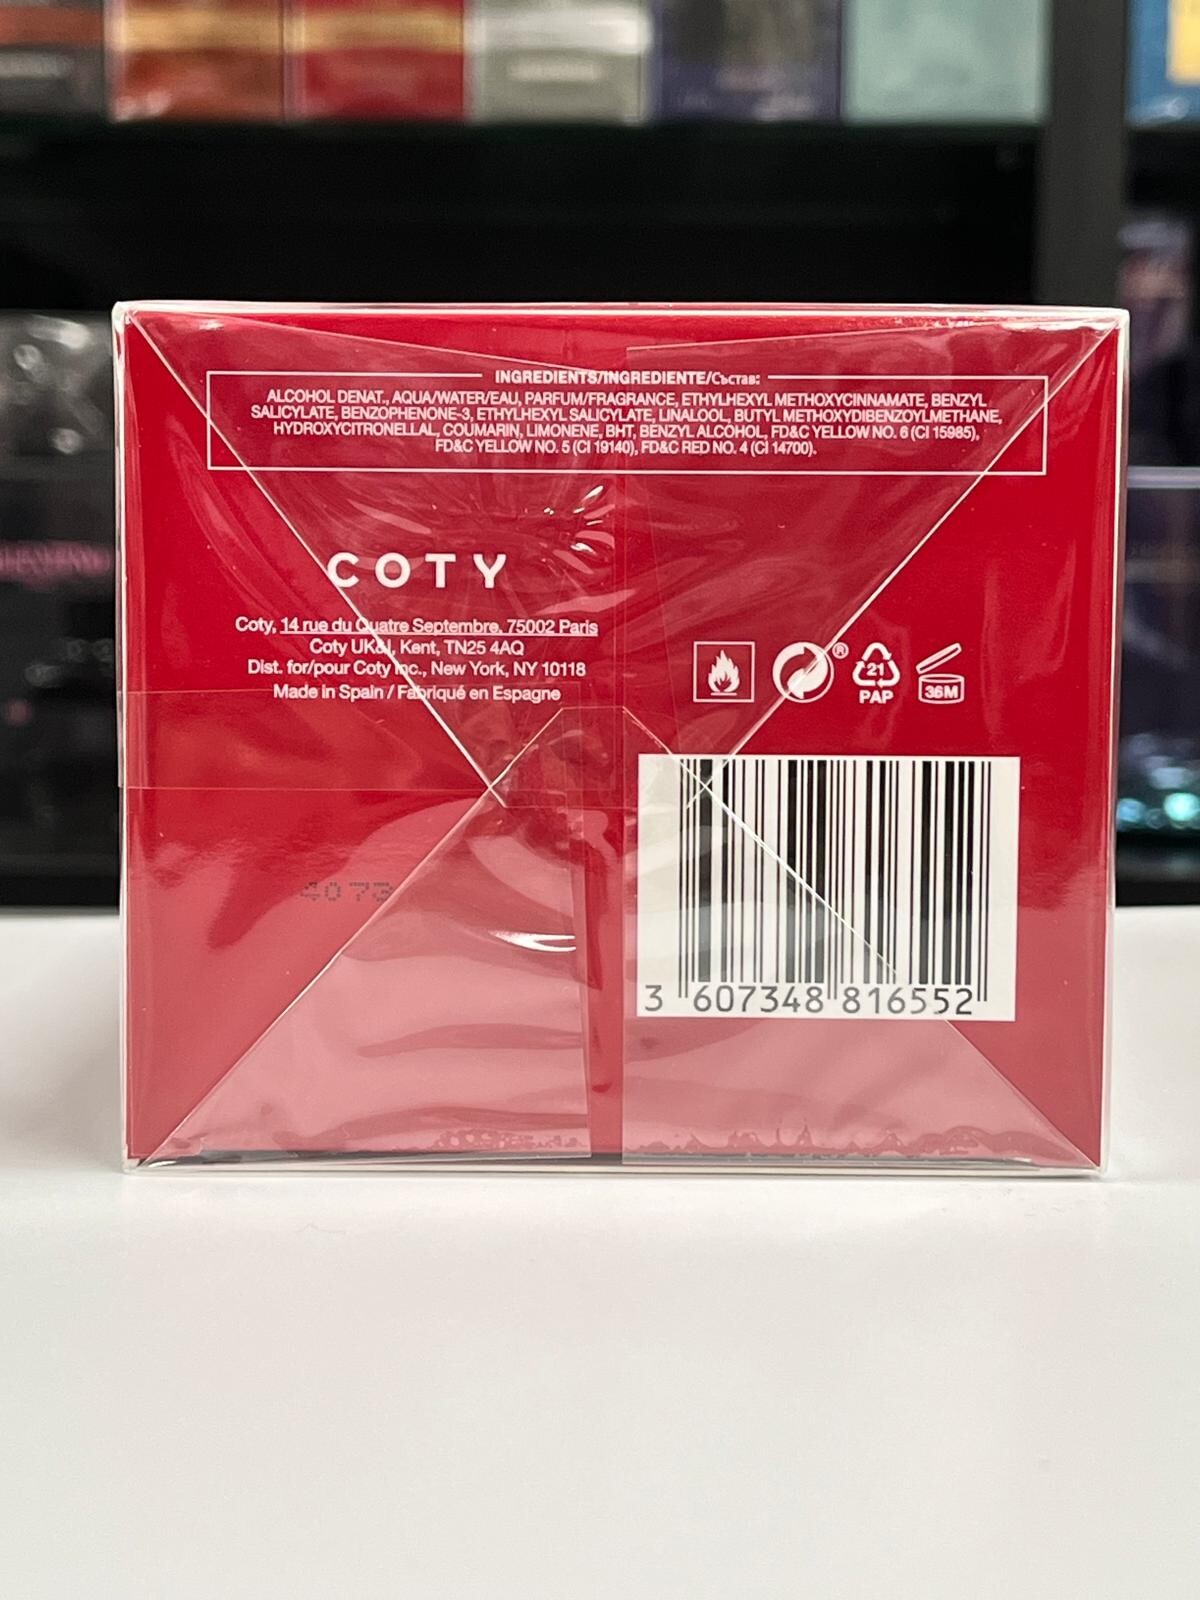 INGREDIENTS/INGREDIENTE/Състав:
ALCOHOL DENAT., AQUA/WATER/EAU, PARFUM/FRAGRANCE, ETHYLHEXYL METHOXYCINNAMATE, BENZYL
SALICYLATE, BENZOPHENONE-3, ETHYLHEXYL SALICYLATE, LINALOOL, BUTYL METHOXYDIBENZOYLMETHANE,
HYDROXYCITRONELLAL, COUMARIN, LIMONENE, BHT, BENZYL ALCOHOL, FD&C YELLOW NO. 6 (CI 15985),
FD&C YELLOW NO. 5 (CI 19140), FD&C RED NO. 4 (CI 14700).
COTY
Coty, 14 rue du Quatre Septembre, 75002 Paris
Coty UK&I, Kent, TN25 4AQ
Dist. for/pour Coty Inc., New York, NY 10118
Made in Spain / Fabriqué en Espagne
®
21
PAP
36M
4073
3 607348 816552